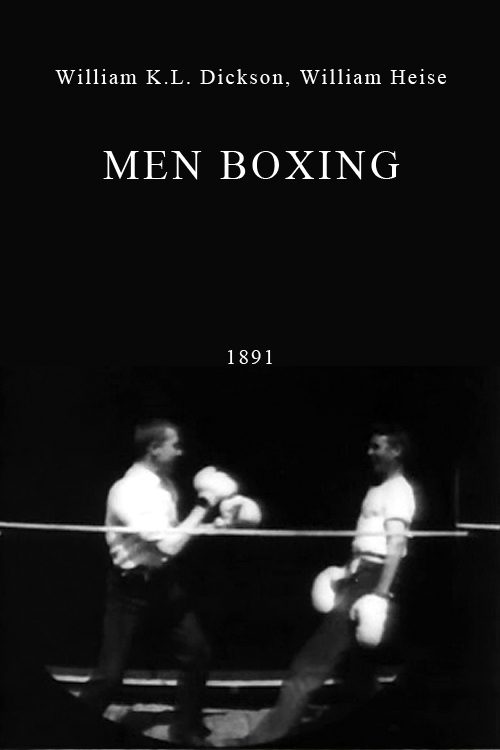 William K.L. Dickson, William Heise
MEN BOXING
1891